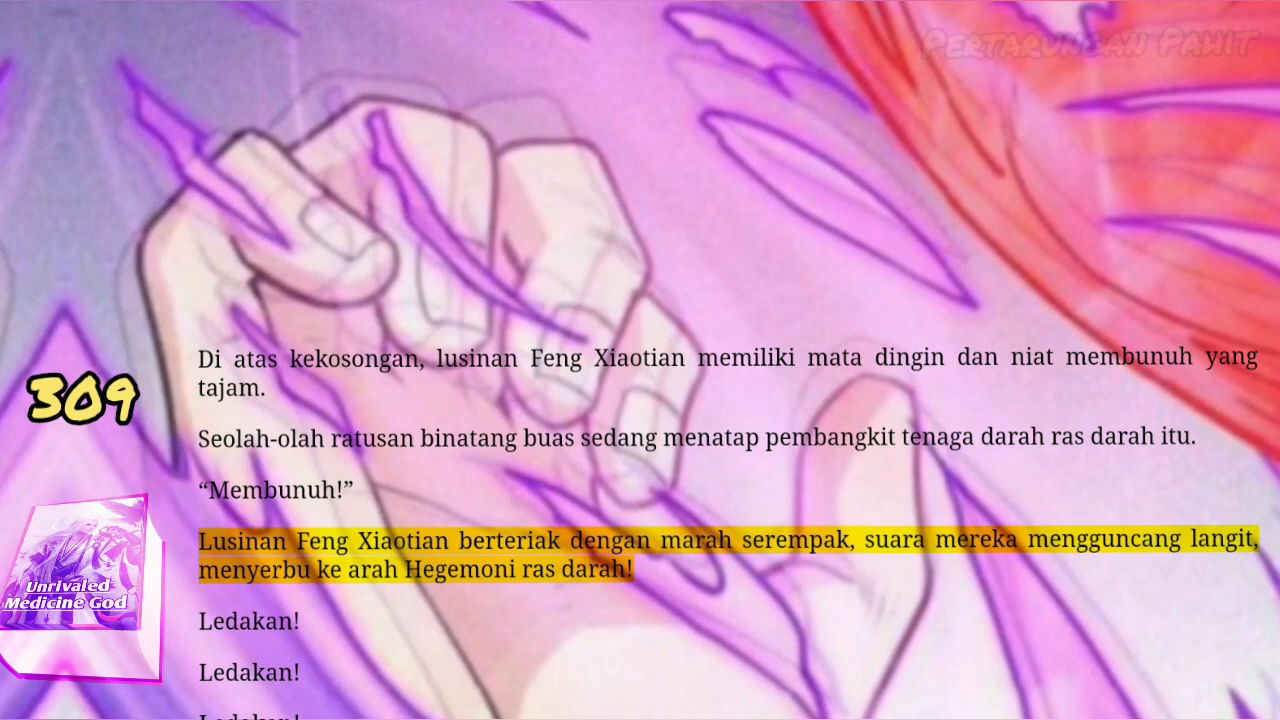 Pertarungan Pahit
Di atas kekosongan, lusinan Feng Xiaotian memiliki mata dingin dan niat membunuh yang
tajam.
Seolah-olah ratusan binatang buas sedang menatap pembangkit tenaga darah ras darah itu.
309
“Membunuh!”
Lusinan Feng Xiaotian berteriak dengan marah serempak, suara mereka mengguncang langit,
menyerbu ke arah Hegemoni ras darah!
Unrivaled
Medicine God
Ledakan!
Ledakan!
Ledakan!